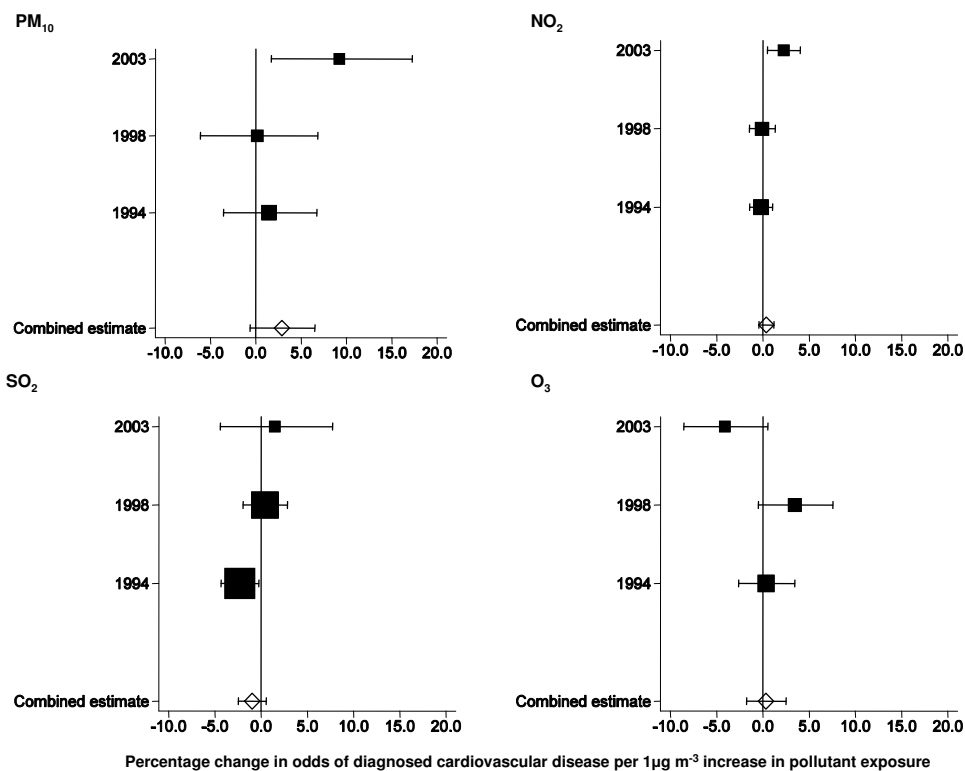 PM10
2003
1998
1994
Combined estimate
-10.0 -5.0 0.0 5.0 10.0 15.0 20.0
NO2
2003
1998
1994
Combined estimate
-10.0 -5.0 0.0 5.0 10.0 15.0 20.0
SO2
2003
1998
1994
Combined estimate
-10.0 -5.0 0.0 5.0 10.0 15.0 20.0
O3
2003
1998
1994
Combined estimate
-10.0 -5.0 0.0 5.0 10.0 15.0 20.0
Percentage change in odds of diagnosed cardiovascular disease per 1µg m-3 increase in pollutant exposure